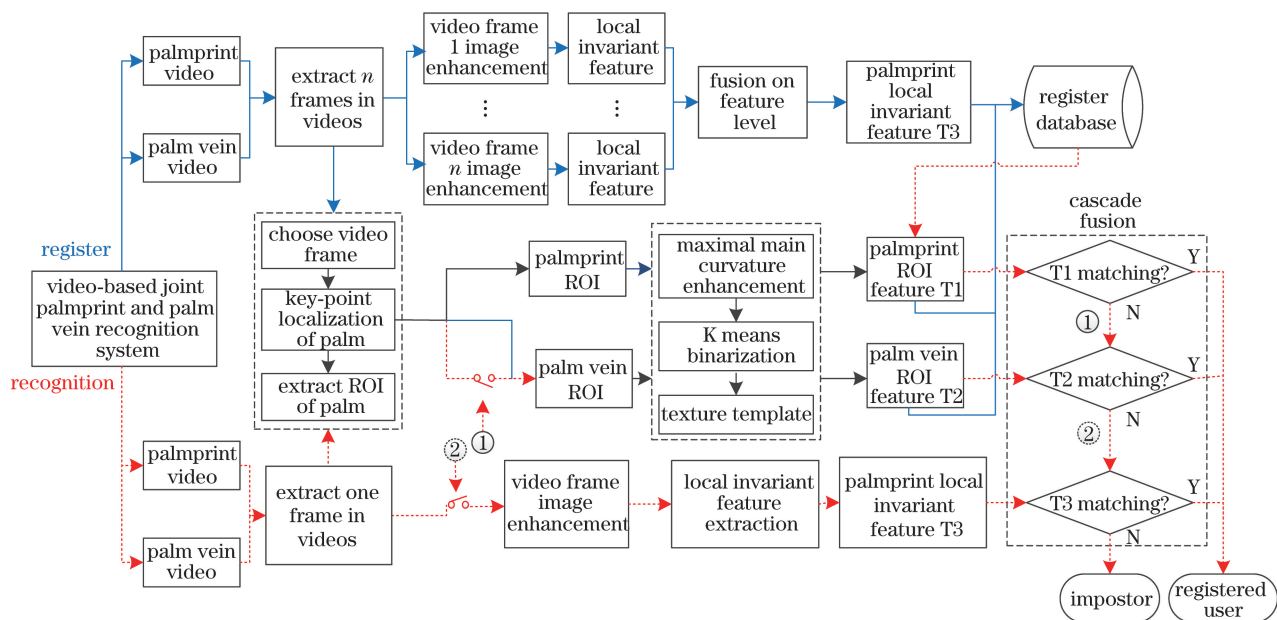 palmprint
video
palm vein
video
extract n
frames in
videos
video frame
1 image
enhancement
local
invariant
feature
⋮
⋮
video frame
n image
enhancement
local
invariant
feature
fusion on
feature
level
palmprint
local
invariant
feature T3
register
database
register
video-based joint
palmprint and palm
vein recognition
system
recognition
choose video
frame
key-point
localization
of palm
extract ROI
of palm
palmprint
ROI
palm vein
ROI
maximal main
curvature
enhancement
K means
binarization
texture template
palmprint
ROI
feature T1
palm vein
ROI
feature T2
cascade
fusion
T1 matching?
Y
N
①
T2 matching?
Y
N
②
T3 matching?
Y
N
①
②
palmprint
video
palm vein
video
extract one
frame in
videos
video frame
image
enhancement
local invariant
feature
extraction
palmprint local
invariant
feature T3
impostor
registered
user